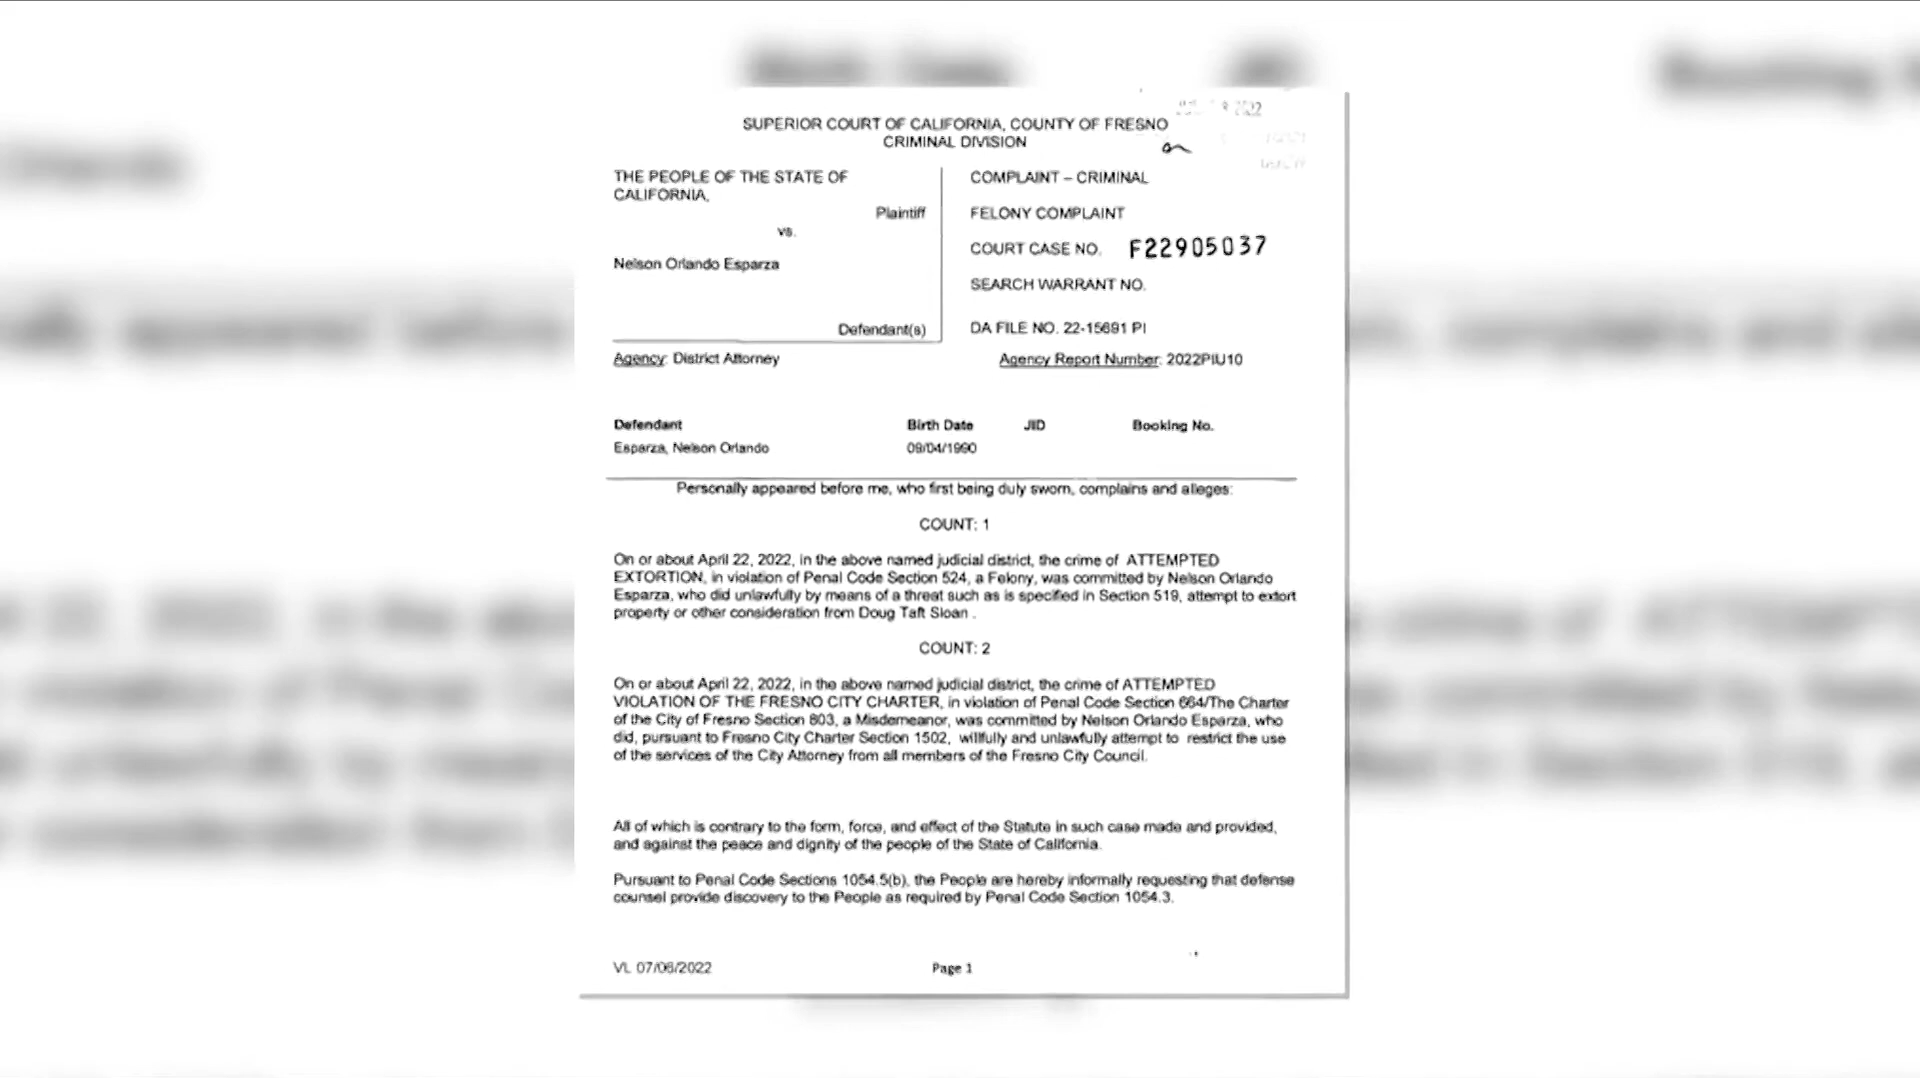 SUPERIOR COURT OF CALIFORNIA, COUNTY OF FRESNO
CRIMINAL DIVISION
THE PEOPLE OF THE STATE OF
CALIFORNIA,
Plaintiff
vs.
Nelson Orlando Esparza
Defendant(s)
COMPLAINT – CRIMINAL
FELONY COMPLAINT
COURT CASE NO. F22905037
SEARCH WARRANT NO.
DA FILE NO. 22-15691 PI
Agency: District Attorney
Agency Report Number: 2022PIU10
Defendant Birth Date JID Booking No.
Esparza, Nelson Orlando 09/04/1990
Personally appeared before me, who first being duly sworn, complains and alleges:
COUNT: 1
On or about April 22, 2022, in the above named judicial district, the crime of ATTEMPTED
EXTORTION, in violation of Penal Code Section 524, a Felony, was committed by Nelson Orlando
Esparza, who did unlawfully by means of a threat such as is specified in Section 519, attempt to extort
property or other consideration from Doug Taft Sloan .
COUNT: 2
On or about April 22, 2022, in the above named judicial district, the crime of ATTEMPTED
VIOLATION OF THE FRESNO CITY CHARTER, in violation of Penal Code Section 664/The Charter
of the City of Fresno Section 803, a Misdemeanor, was committed by Nelson Orlando Esparza, who
did, pursuant to Fresno City Charter Section 1502, willfully and unlawfully attempt to restrict the use
of the services of the City Attorney from all members of the Fresno City Council.
All of which is contrary to the form, force, and effect of the Statute in such case made and provided,
and against the peace and dignity of the people of the State of California.
Pursuant to Penal Code Sections 1054.5(b), the People are hereby informally requesting that defense
counsel provide discovery to the People as required by Penal Code Section 1054.3.
VL 07/08/2022 Page 1